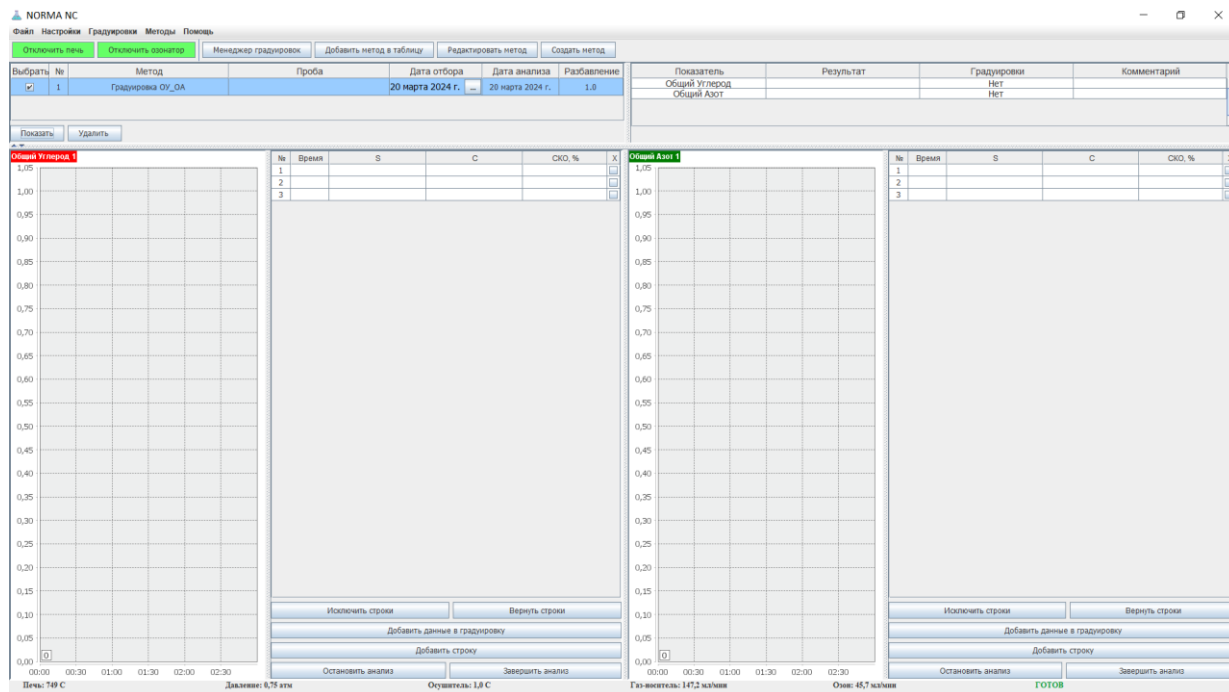 NORMA NC
Файл Настройки Градуировки Методы Помощь
Отключить печь Отключить озонатор Менеджер градуировок Добавить метод в таблицу Редактировать метод Создать метод
Выбрать № Метод Проба Дата отбора Дата анализа Разбавление
1 Градуировка ОУ_ОА 20 марта 2024 г. ... 20 марта 2024 г. 1.0
Показать Удалить
Показатель Результат Градуировки Комментарий
Общий Углерод Нет
Общий Азот Нет
Общий Углерод 1
1,05
1,00
0,95
0,90
0,85
0,80
0,75
0,70
0,65
0,60
0,55
0,50
0,45
0,40
0,35
0,30
0,25
0,20
0,15
0,10
0,05
0,00
0
00:00 00:30 01:00 01:30 02:00 02:30
№ Время S C СКО, % X
1
2
3
Исключить строки Вернуть строки
Добавить данные в градуировку
Добавить строку
Остановить анализ Завершить анализ
Общий Азот 1
1,05
1,00
0,95
0,90
0,85
0,80
0,75
0,70
0,65
0,60
0,55
0,50
0,45
0,40
0,35
0,30
0,25
0,20
0,15
0,10
0,05
0,00
0
00:00 00:30 01:00 01:30 02:00 02:30
№ Время S C СКО, %
1
2
3
Исключить строки Вернуть строки
Добавить данные в градуировку
Добавить строку
Остановить анализ Завершить анализ
Печь: 749 C Давление: 0,75 атм Осушитель: 1,0 C Газ-носитель: 147,2 мл/мин Озон: 45,7 мл/мин ГОТОВ